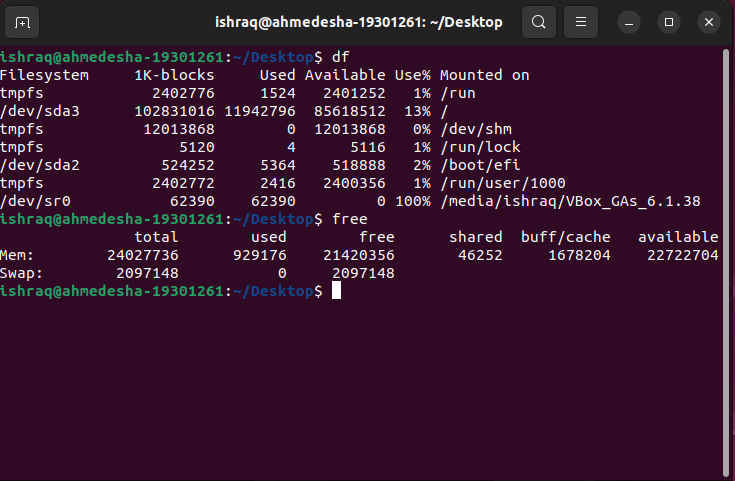 ishraq@ahmedesha-19301261: ~/Desktop
ishraq@ahmedesha-19301261:~/Desktop$ df
Filesystem     1K-blocks     Used Available Use% Mounted on
tmpfs            2402776     1524   2401252   1% /run
/dev/sda3      102831016 11942796  85618512  13% /
tmpfs           12013868        0  12013868   0% /dev/shm
tmpfs               5120        4      5116   1% /run/lock
/dev/sda2         524252     5364    518888   2% /boot/efi
tmpfs            2402772     2416   2400356   1% /run/user/1000
/dev/sr0           62390    62390         0 100% /media/ishraq/VBox_GAs_6.1.38
ishraq@ahmedesha-19301261:~/Desktop$ free
               total        used        free      shared  buff/cache   available
Mem:        24027736      929176    21420356       46252     1678204    22722704
Swap:        2097148           0     2097148
ishraq@ahmedesha-19301261:~/Desktop$